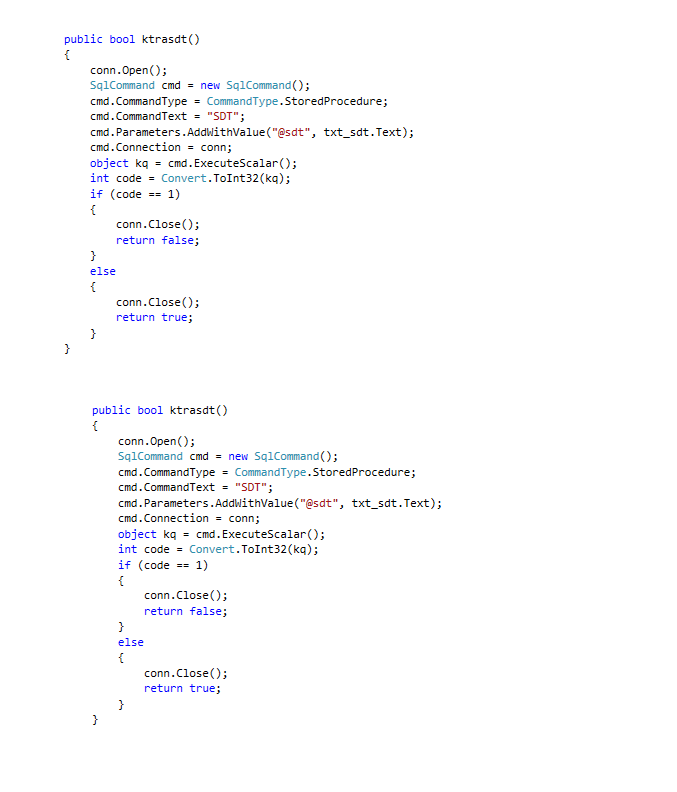 public bool ktrasdt()
{
conn.Open();
SqlCommand cmd = new SqlCommand();
cmd.CommandType = CommandType.StoredProcedure;
cmd.CommandText = "SDT";
cmd.Parameters.AddWithValue("@sdt", txt_sdt.Text);
cmd.Connection = conn;
object kq = cmd.ExecuteScalar();
int code = Convert.ToInt32(kq);
if (code == 1)
{
conn.Close();
return false;
}
else
{
conn.Close();
return true;
}
}
public bool ktrasdt()
{
conn.Open();
SqlCommand cmd = new SqlCommand();
cmd.CommandType = CommandType.StoredProcedure;
cmd.CommandText = "SDT";
cmd.Parameters.AddWithValue("@sdt", txt_sdt.Text);
cmd.Connection = conn;
object kq = cmd.ExecuteScalar();
int code = Convert.ToInt32(kq);
if (code == 1)
{
conn.Close();
return false;
}
else
{
conn.Close();
return true;
}
}